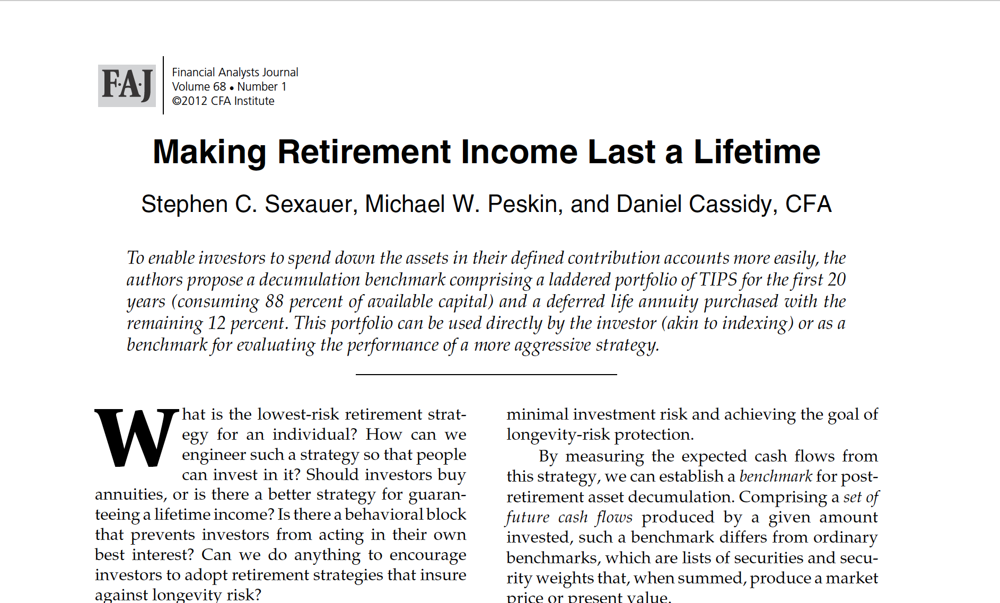 F·A·J
Financial Analysts Journal
Volume 68 • Number 1
©2012 CFA Institute
Making Retirement Income Last a Lifetime
Stephen C. Sexauer, Michael W. Peskin, and Daniel Cassidy, CFA
To enable investors to spend down the assets in their defined contribution accounts more easily, the
authors propose a decumulation benchmark comprising a laddered portfolio of TIPS for the first 20
years (consuming 88 percent of available capital) and a deferred life annuity purchased with the
remaining 12 percent. This portfolio can be used directly by the investor (akin to indexing) or as a
benchmark for evaluating the performance of a more aggressive strategy.
What is the lowest-risk retirement strat-
egy for an individual? How can we
engineer such a strategy so that people
can invest in it? Should investors buy
annuities, or is there a better strategy for guaran-
teeing a lifetime income? Is there a behavioral block
that prevents investors from acting in their own
best interest? Can we do anything to encourage
investors to adopt retirement strategies that insure
against longevity risk?
minimal investment risk and achieving the goal of
longevity-risk protection.
By measuring the expected cash flows from
this strategy, we can establish a benchmark for post-
retirement asset decumulation. Comprising a set of
future cash flows produced by a given amount
invested, such a benchmark differs from ordinary
benchmarks, which are lists of securities and secu-
rity weights that, when summed, produce a market
price or present value.